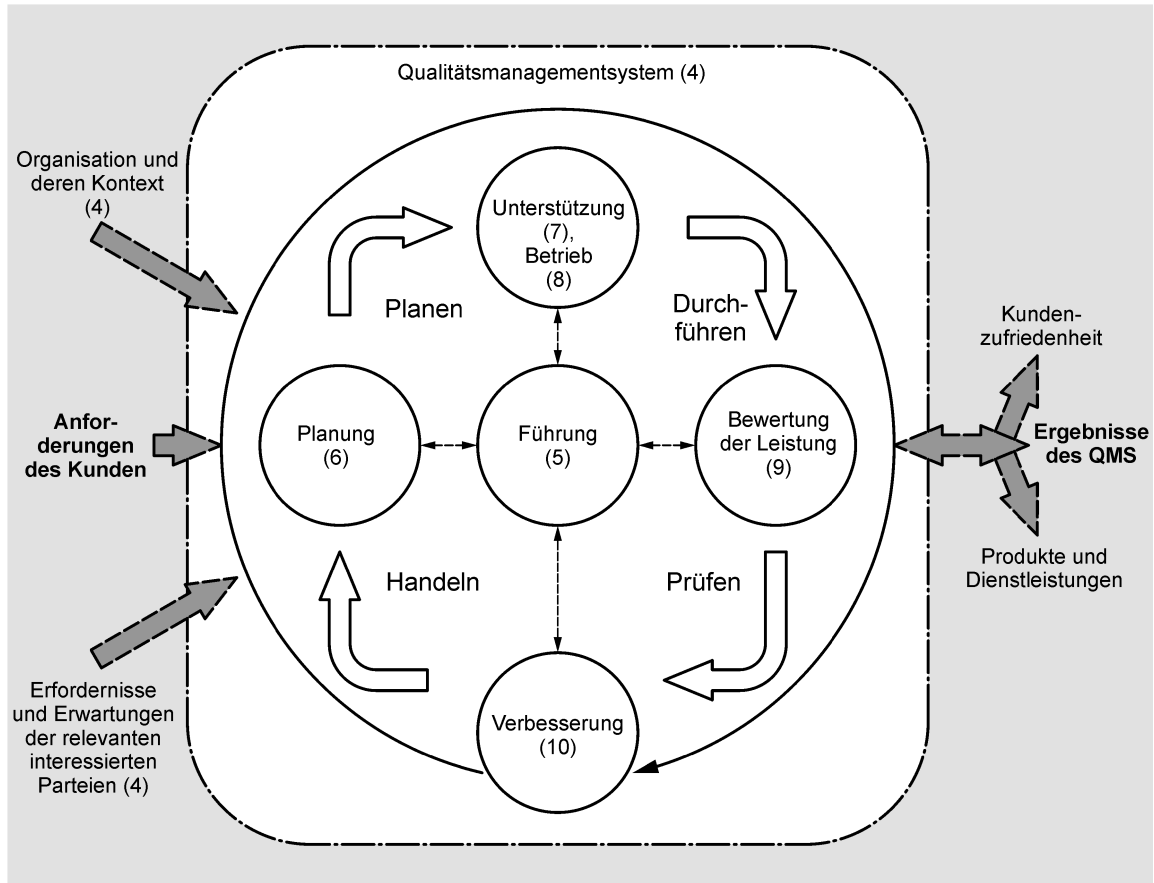 Qualitätsmanagementsystem (4)
Organisation und
deren Kontext
(4)
Unterstützung
(7),
Betrieb
(8)
Planen
Durch-
führen
Kunden-
zufriedenheit
Anfor-
derungen
des Kunden
Planung
(6)
Führung
(5)
Bewertung
der Leistung
(9)
Ergebnisse
des QMS
Handeln
Prüfen
Produkte und
Dienstleistungen
Erfordernisse
und Erwartungen
der relevanten
interessierten
Parteien (4)
Verbesserung
(10)